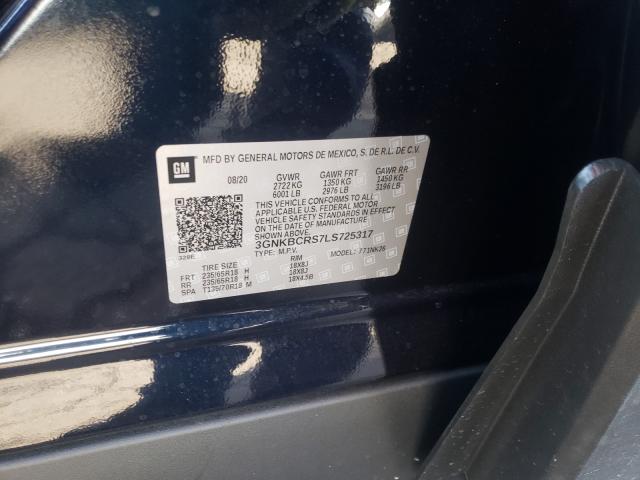 GM
MFD BY GENERAL MOTORS DE MEXICO, S. DE R.L. DE C.V.
08/20 GVWR GAWR FRT GAWR RR
2722 KG 1350 KG 1450 KG
6001 LB 2976 LB 3196 LB
THIS VEHICLE CONFORMS TO ALL
APPLICABLE U.S. FEDERAL MOTOR
VEHICLE SAFETY STANDARDS IN
EFFECT ON THE DATE OF
MANUFACTURE SHOWN ABOVE.
3GNKBCRS7LS725317
TYPE: M.P.V. MODEL: 771NK26
TIRE SIZE RIM
FRT 235/65R18 H 18X8J
RR 235/65R18 H 18X8J
SPA T135/70R18 M 18X4.5B